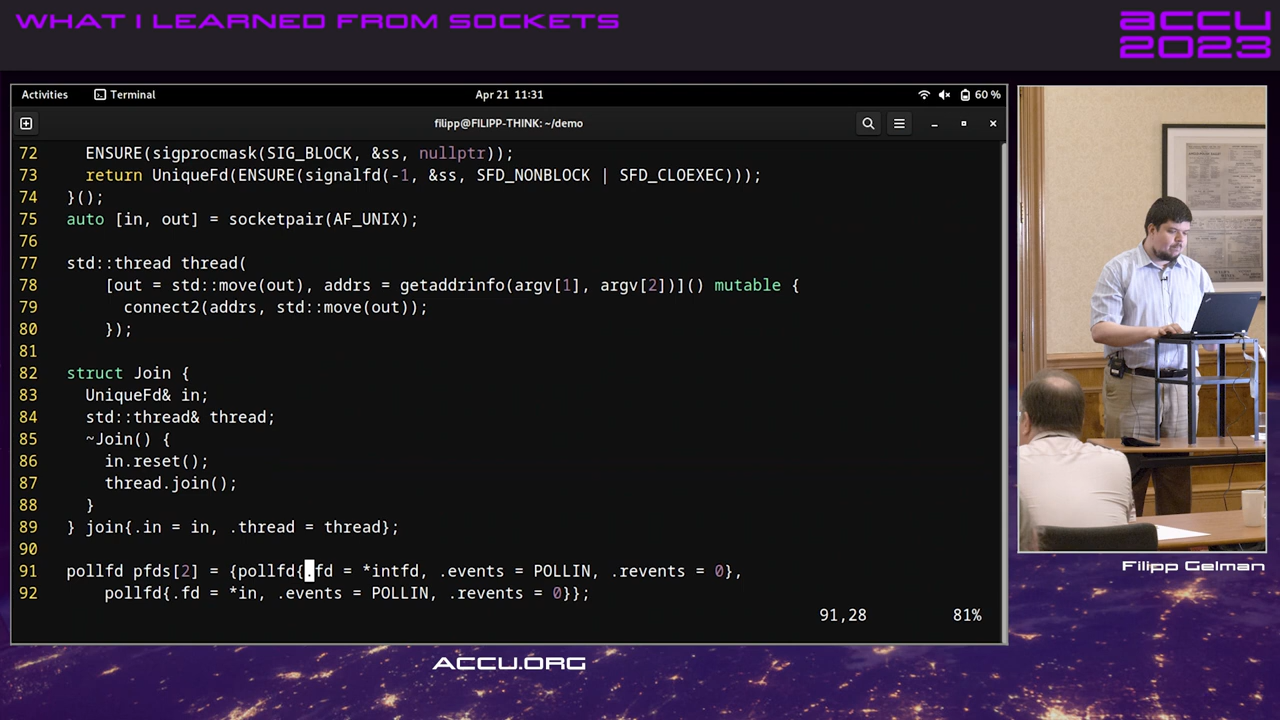 WHAT I LEARNED FROM SOCKETS
accu
2023
Activities
Terminal
Apr 21 11:31
60 %
filipp@FILIPP-THINK: ~/demo
72 ENSURE(sigprocmask(SIG_BLOCK, &ss, nullptr));
73 return UniqueFd(ENSURE(signalfd(-1, &ss, SFD_NONBLOCK | SFD_CLOEXEC)));
74 }();
75 auto [in, out] = socketpair(AF_UNIX);
76
77 std::thread thread(
78 [out = std::move(out), addrs = getaddrinfo(argv[1], argv[2])]() mutable {
79 connect2(addrs, std::move(out));
80 });
81
82 struct Join {
83 UniqueFd& in;
84 std::thread& thread;
85 ~Join() {
86 in.reset();
87 thread.join();
88 }
89 } join{.in = in, .thread = thread};
90
91 pollfd pfds[2] = {pollfd{.fd = *intfd, .events = POLLIN, .revents = 0},
92 pollfd{.fd = *in, .events = POLLIN, .revents = 0}};
91,28 81%
Filipp Gelman
ACCU.ORG